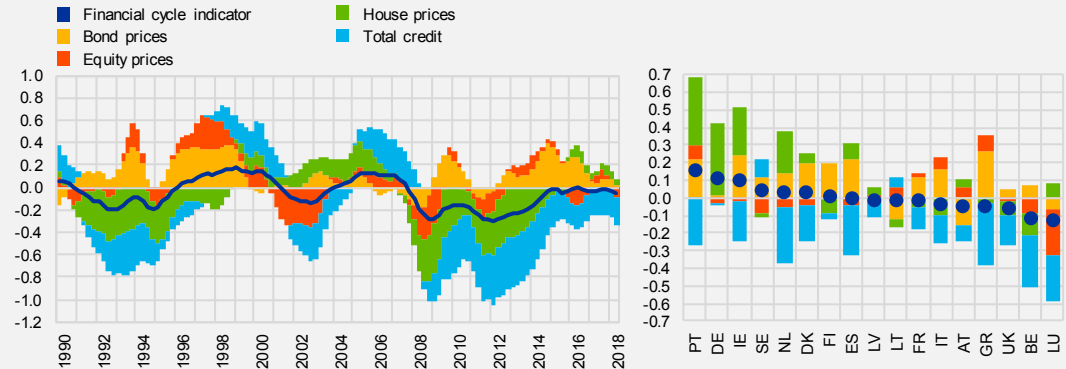 Financial cycle indicator
House prices
Bond prices
Total credit
Equity prices
1.0
0.8
0.6
0.4
0.2
0.0
-0.2
-0.4
-0.6
-0.8
-1.0
-1.2
1990
1992
1994
1996
1998
2000
2002
2004
2006
2008
2010
2012
2014
2016
2018
0.7
0.6
0.5
0.4
0.3
0.2
0.1
0.0
-0.1
-0.2
-0.3
-0.4
-0.5
-0.6
-0.7
PT
DE
IE
SE
NL
DK
FI
ES
LV
LT
FR
IT
AT
GR
UK
BE
LU